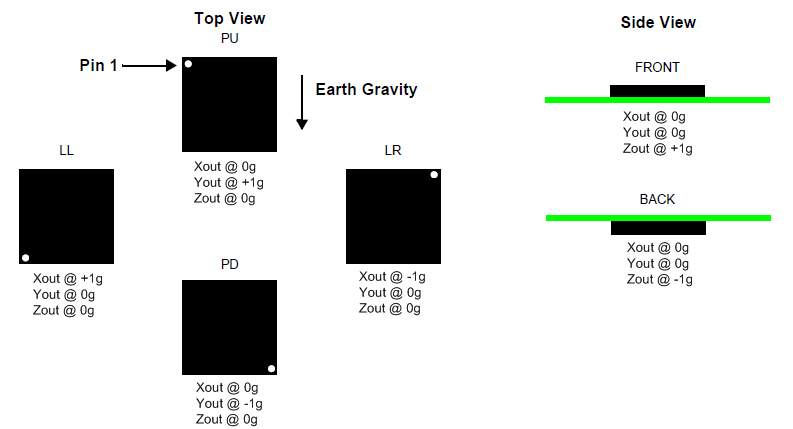 Top View
PU
Pin 1
Earth Gravity
Xout @ 0g
Yout @ +1g
Zout @ 0g
LL
Xout @ +1g
Yout @ 0g
Zout @ 0g
LR
Xout @ -1g
Yout @ 0g
Zout @ 0g
PD
Xout @ 0g
Yout @ -1g
Zout @ 0g
Side View
FRONT
Xout @ 0g
Yout @ 0g
Zout @ +1g
BACK
Xout @ 0g
Yout @ 0g
Zout @ -1g